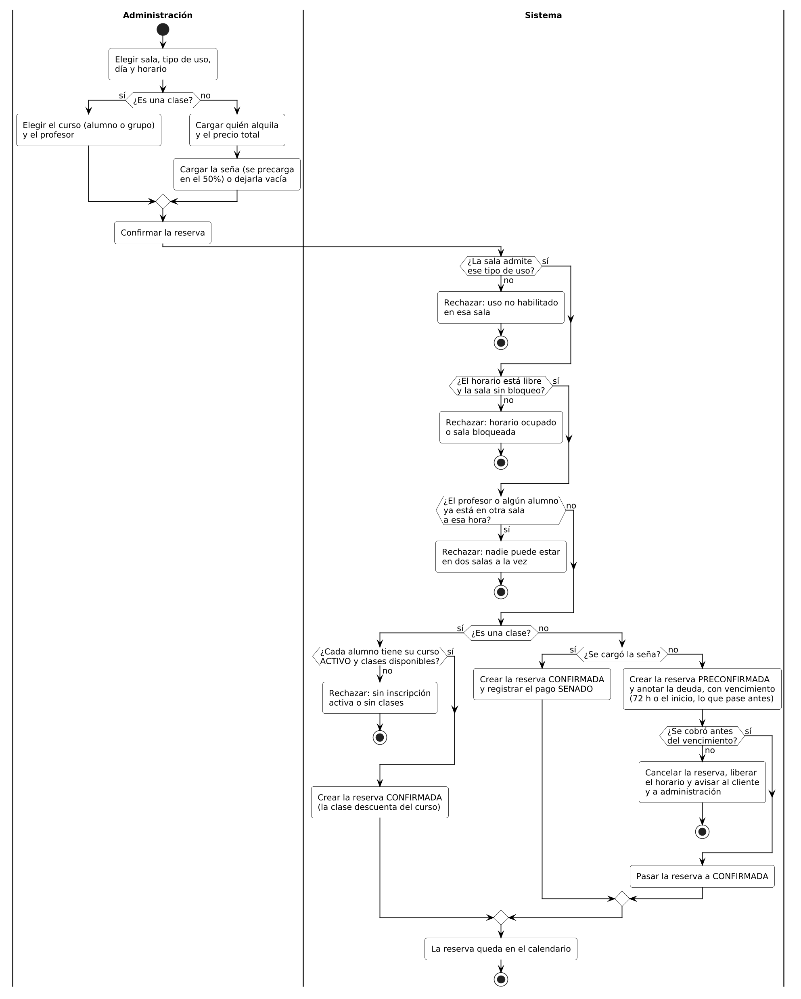 Administración
Sistema
Elegir sala, tipo de uso,
día y horario
¿Es una clase?
sí
no
Elegir el curso (alumno o grupo)
y el profesor
Cargar quién alquila
y el precio total
Cargar la seña (se precarga
en el 50%) o dejarla vacía
Confirmar la reserva
¿La sala admite
ese tipo de uso?
sí
no
Rechazar: uso no habilitado
en esa sala
¿El horario está libre
y la sala sin bloqueo?
sí
no
Rechazar: horario ocupado
o sala bloqueada
¿El profesor o algún alumno
ya está en otra sala
a esa hora?
no
sí
Rechazar: nadie puede estar
en dos salas a la vez
sí
¿Es una clase?
no
¿Cada alumno tiene su curso
ACTIVO y clases disponibles?
sí
no
Rechazar: sin inscripción
activa o sin clases
Crear la reserva CONFIRMADA
(la clase descuenta del curso)
sí
¿Se cargó la seña?
no
Crear la reserva CONFIRMADA
y registrar el pago SENADO
Crear la reserva PRECONFIRMADA
y anotar la deuda, con vencimiento
(72 h o el inicio, lo que pase antes)
¿Se cobró antes
del vencimiento?
sí
no
Cancelar la reserva, liberar
el horario y avisar al cliente
y a administración
Pasar la reserva a CONFIRMADA
La reserva queda en el calendario